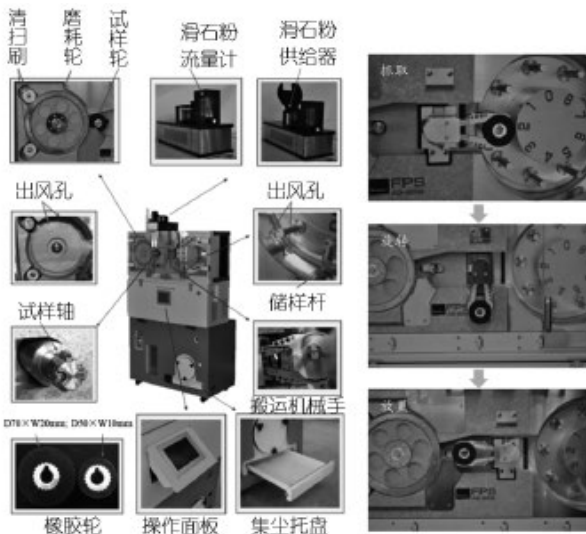 清扫刷
磨耗轮
试样轮
滑石粉流量计
滑石粉供给器
出风孔
出风孔
试样轴
储样杆
搬运机械手
D70×W20mm; D50×W10mm
橡胶轮
操作面板
集尘托盘
抓取
FPS
旋转
放置
FPS